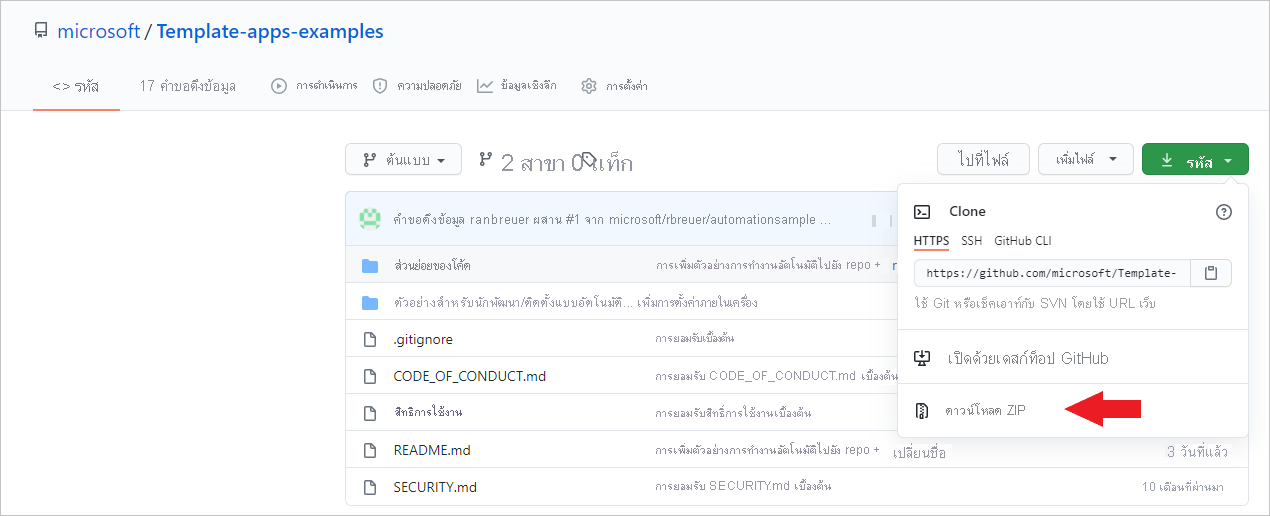 microsoft / Template-apps-examples
<> รหัส 17 คำขอดึงข้อมูล การดำเนินการ ความปลอดภัย ข้อมูลเชิงลึก การตั้งค่า
ต้นแบบ 2 สาขา 0 แท็ก ไปที่ไฟล์ เพิ่มไฟล์ รหัส
คำขอดึงข้อมูล ranbreuer ผสาน #1 จาก microsoft/rbreuer/automationsample ...
Clone
HTTPS SSH GitHub CLI
ส่วนย่อยของโค้ด การเพิ่มตัวอย่างการทำงานอัตโนมัติไปยัง repo +
https://github.com/microsoft/Template-
ตัวอย่างสำหรับนักพัฒนา/ติดตั้งแบบอัตโนมัติ... เพิ่มการตั้งค่าภายในเครื่อง
ใช้ Git หรือเช็คเอาท์กับ SVN โดยใช้ URL เว็บ
.gitignore การยอมรับเบื้องต้น
เปิดด้วยเดสก์ท็อป GitHub
CODE_OF_CONDUCT.md การยอมรับ CODE_OF_CONDUCT.md เบื้องต้น
สิทธิการใช้งาน การยอมรับสิทธิ์การใช้งานเบื้องต้น
ดาวน์โหลด ZIP
README.md การเพิ่มตัวอย่างการทำงานอัตโนมัติไปยัง repo + เปลี่ยนชื่อ 3 วันที่แล้ว
SECURITY.md การยอมรับ SECURITY.md เบื้องต้น 10 เดือนที่ผ่านมา